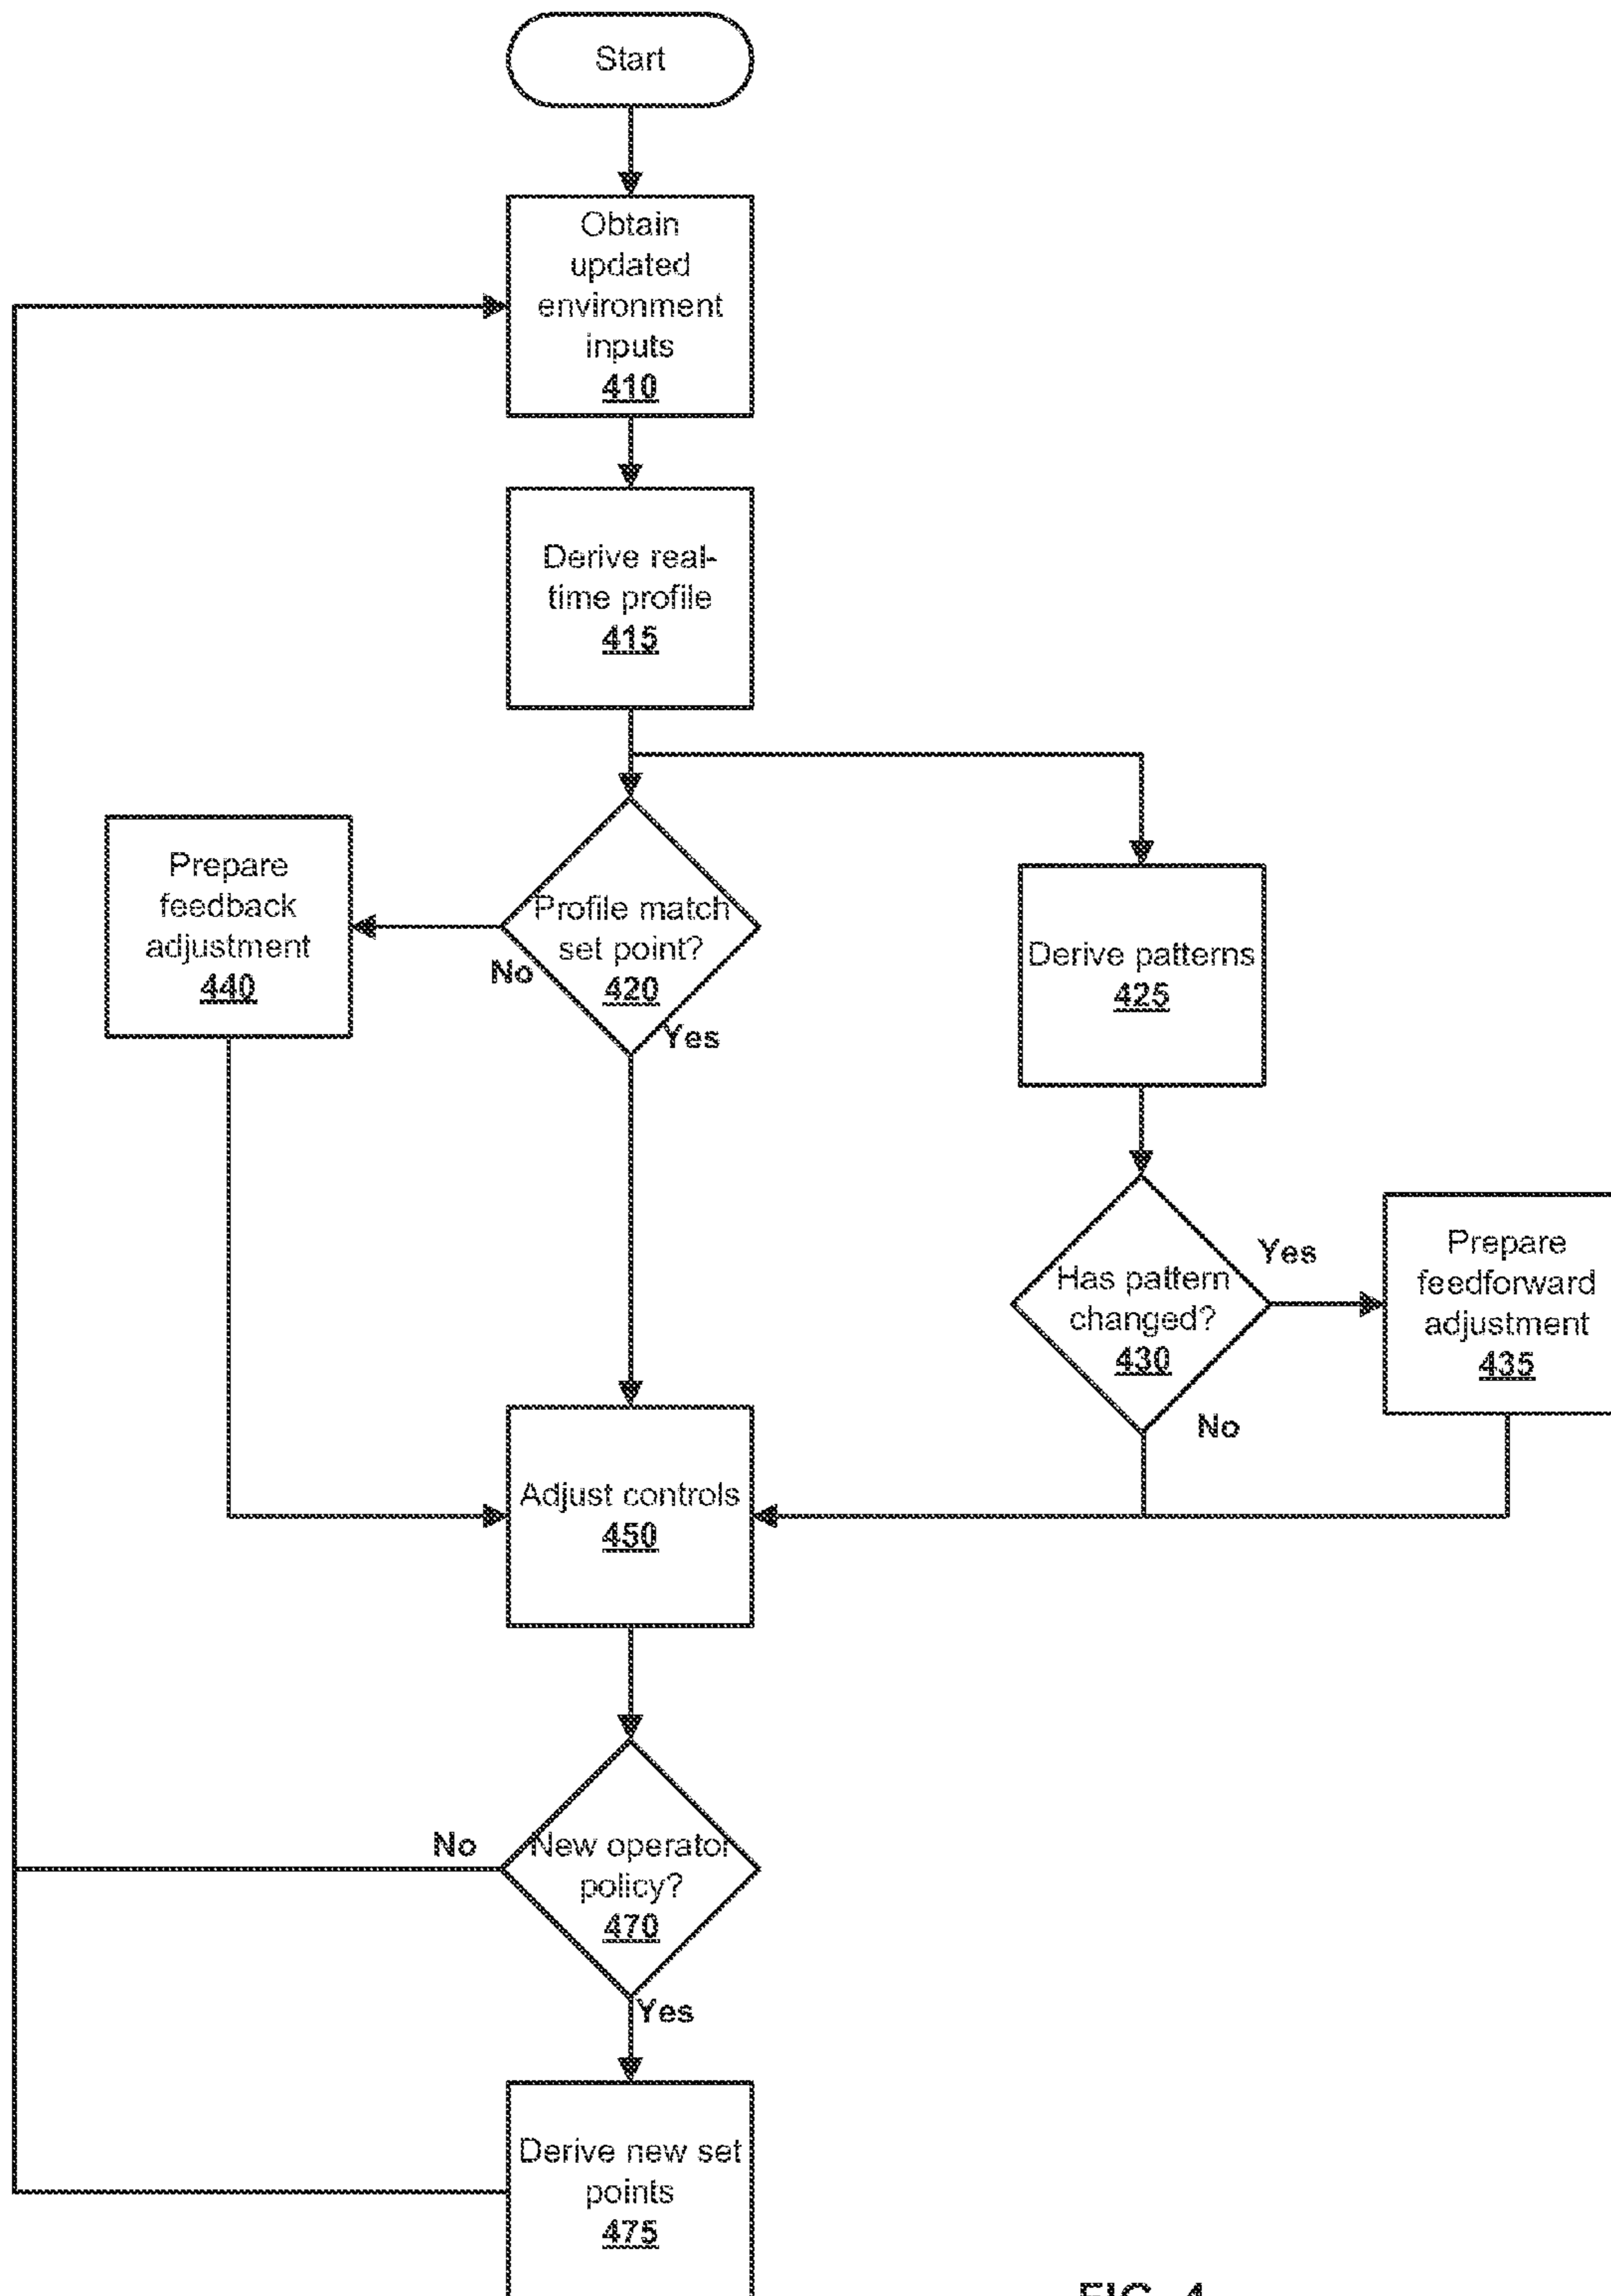 Start
Obtain
updated
environment
inputs
410
Derive real-
time profile
415
Prepare
feedback
adjustment
440
Profile match
set point?
420
No
Yes
Derive patterns
425
Has pattern
changed?
430
Yes
No
Prepare
feedforward
adjustment
435
Adjust controls
450
New operator
policy?
470
No
Yes
Derive new set
points
475
FIG. 4